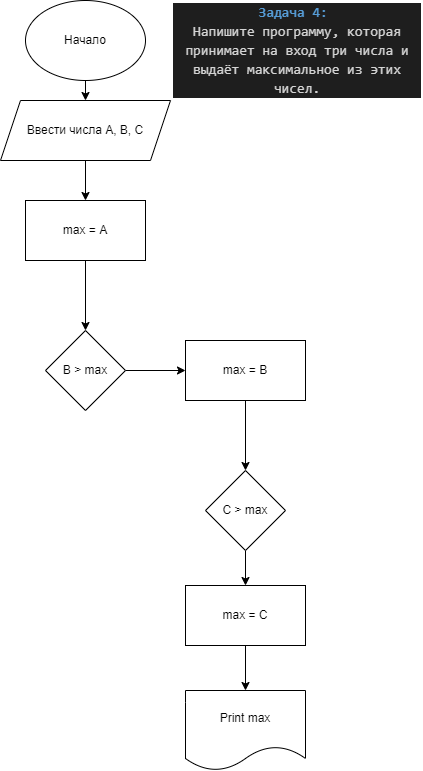 Задача 4:
Напишите программу, которая
принимает на вход три числа и
выдаёт максимальное из этих
чисел.
Начало
Ввести числа A, B, C
max = A
B > max
max = B
C > max
max = C
Print max